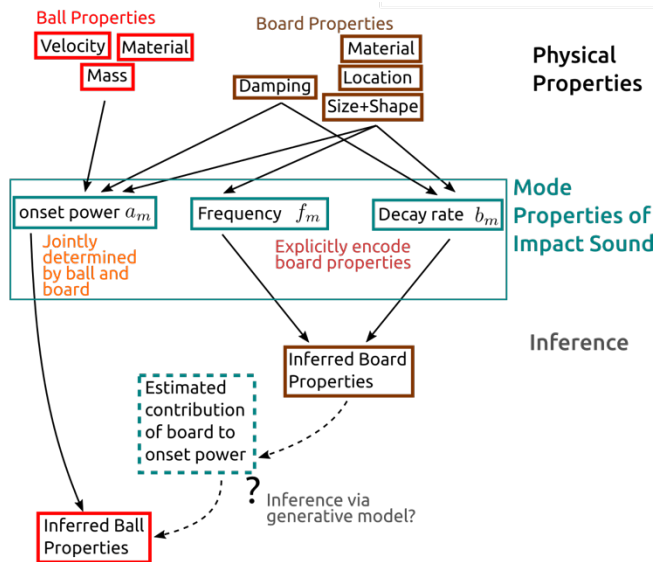 Ball Properties
Velocity
Material
Mass
Board Properties
Material
Damping
Location
Size+Shape
Physical
Properties
onset power a_m
Frequency f_m
Decay rate b_m
Mode
Properties of
Impact Sound
Jointly
determined
by ball and
board
Explicitly encode
board properties
Inference
Inferred Board
Properties
Estimated
contribution
of board to
onset power
?
Inference via
generative model?
Inferred Ball
Properties